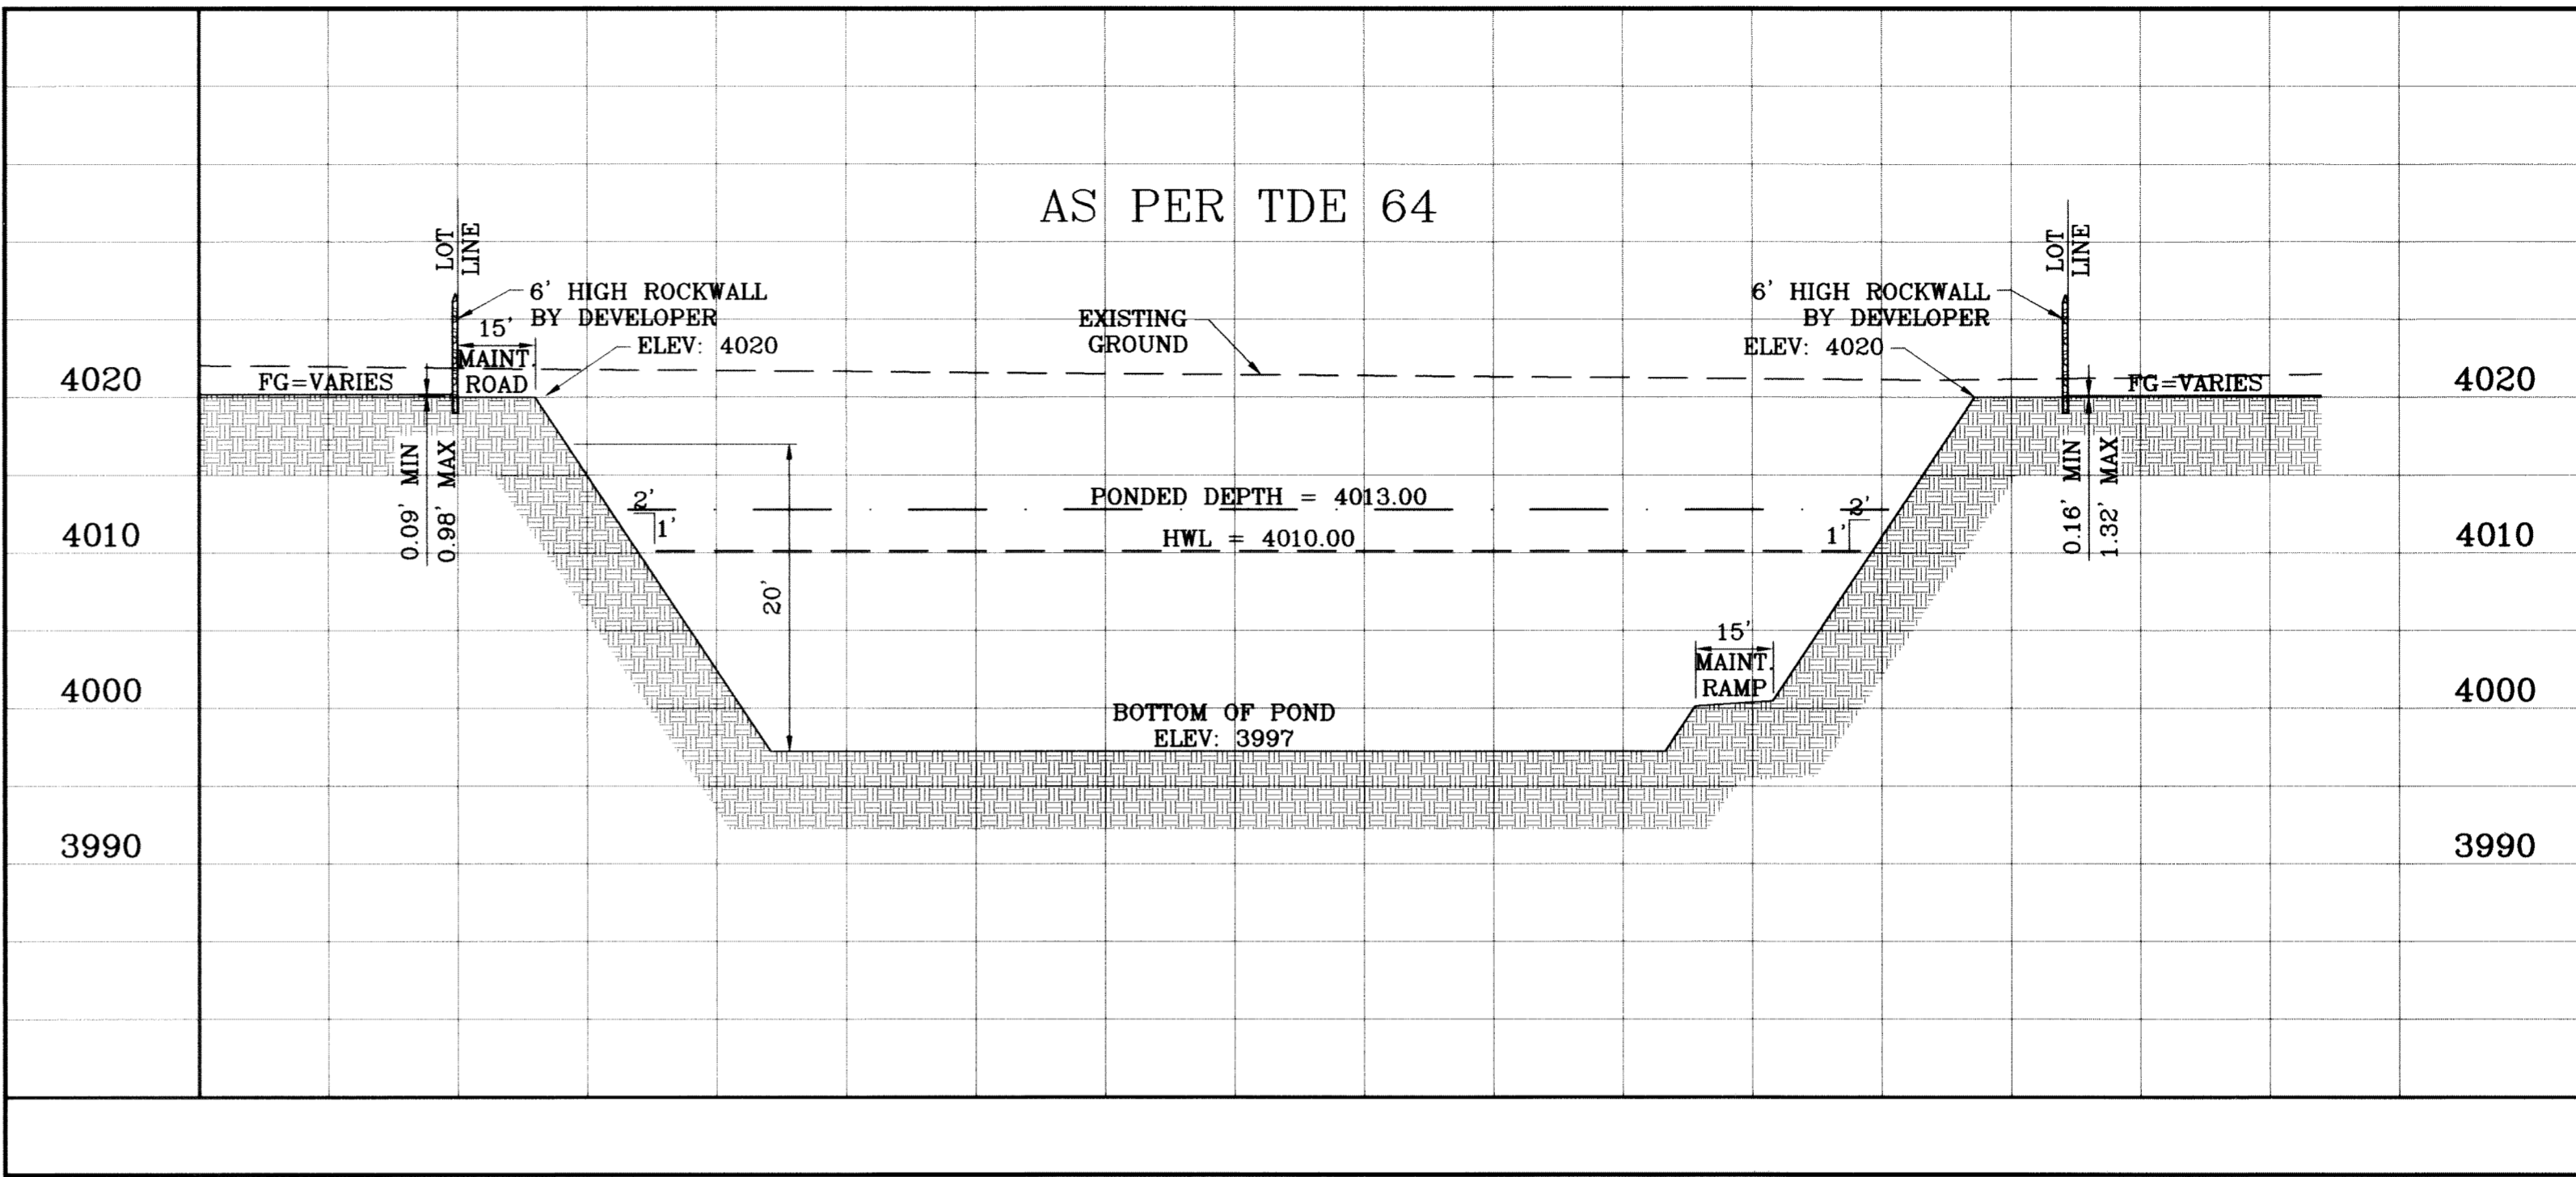 AS PER TDE 64
LOT
LINE
6' HIGH ROCKWALL
BY DEVELOPER
15'
MAINT.
ROAD
ELEV: 4020
EXISTING
GROUND
LOT
LINE
6' HIGH ROCKWALL
BY DEVELOPER
ELEV: 4020
4020
FG=VARIES
FG=VARIES
4020
0.09' MIN
0.98' MAX
2'
1'
PONDED DEPTH = 4013.00
HWL = 4010.00
2'
1'
0.16' MIN
1.32' MAX
4010
4010
20'
15'
MAINT.
RAMP
4000
4000
BOTTOM OF POND
ELEV: 3997
3990
3990